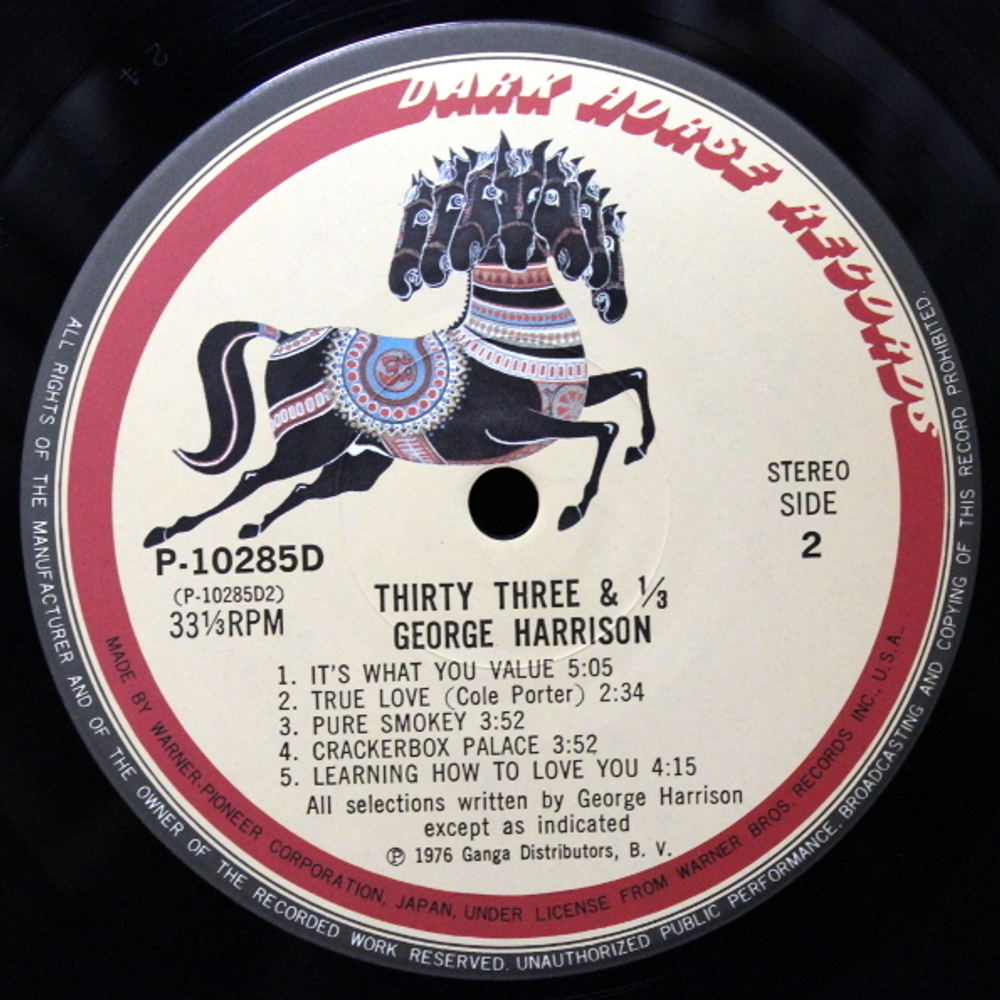 DARK HORSE RECORDS
STEREO
SIDE
2
P-10285D
(P-10285D2)
33⅓RPM
THIRTY THREE & ⅓
GEORGE HARRISON
1. IT'S WHAT YOU VALUE 5:05
2. TRUE LOVE (Cole Porter) 2:34
3. PURE SMOKEY 3:52
4. CRACKERBOX PALACE 3:52
5. LEARNING HOW TO LOVE YOU 4:15
All selections written by George Harrison
except as indicated
Ⓟ 1976 Ganga Distributors, B. V.
MADE BY WARNER-PIONEER CORPORATION, JAPAN, UNDER LICENSE FROM WARNER BROS. RECORDS INC., U.S.A..
ALL RIGHTS OF THE MANUFACTURER AND OF THE OWNER OF THE RECORDED WORK RESERVED. UNAUTHORIZED PUBLIC PERFORMANCE, BROADCASTING AND COPYING OF THIS RECORD PROHIBITED.